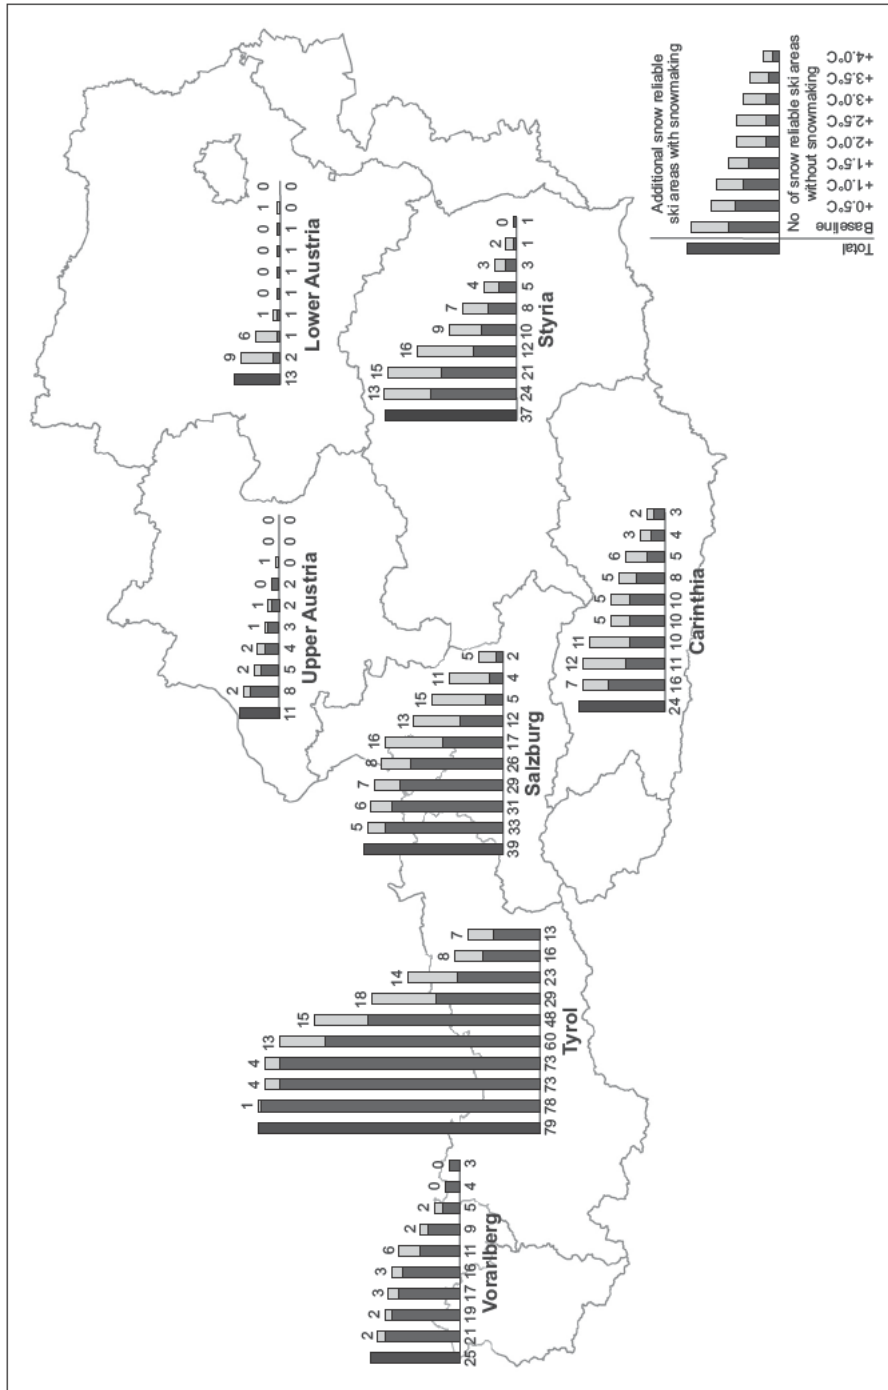 2 2 2 1 1 0 1 0 0
11 8 5 4 3 2 2 0 0 0
Upper Austria
9 6 1 0 0 0 0 1 0
13 2 1 1 1 1 1 0
Lower Austria
1 4 4 13 15 18 14 8 7
79 78 73 73 60 48 29 23 16 13
Tyrol
5 6 7 8 16 13 15 11 5
39 33 31 29 26 17 12 5 4 2
Salzburg
13 15 16 9 7 4 3 2 0
37 24 21 12 10 8 5 3 1 1
Styria
2 2 3 3 6 2 2 0 0
25 21 19 17 16 11 9 5 4 3
Vorarlberg
7 12 11 5 5 5 6 3 2
24 16 11 10 10 10 8 5 4 3
Carinthia
Additional snow reliable
ski areas with snowmaking
No of snow reliable ski areas
without snowmaking
Total
Baseline
+0.5°C
+1.0°C
+1.5°C
+2.0°C
+2.5°C
+3.0°C
+3.5°C
+4.0°C